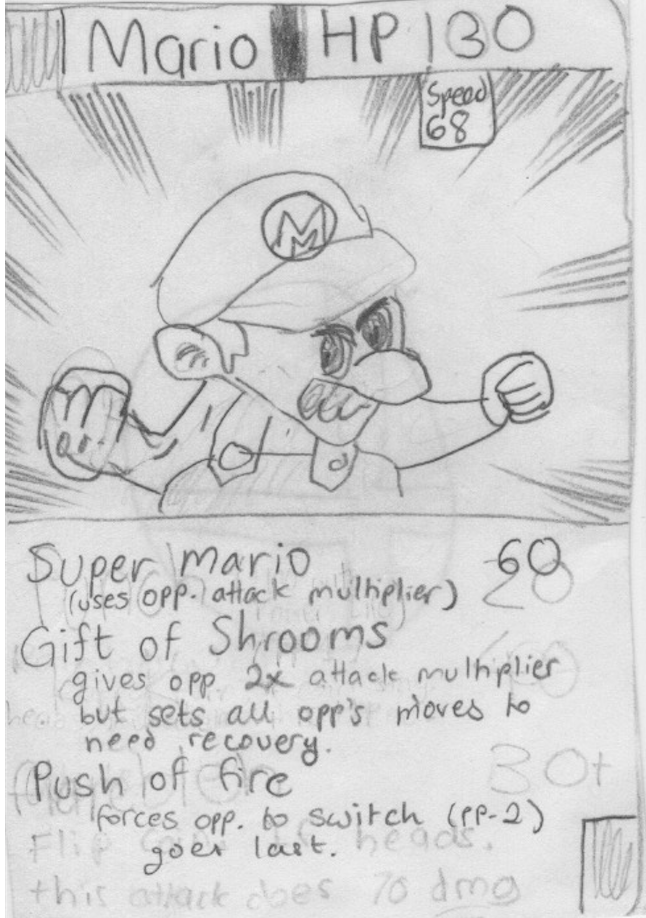 Mario HP 130
Speed
68
M
Super Mario 60
(uses opp. attack multiplier) 20
Gift of Shrooms
gives opp 2x attack multiplier
but sets all opp's moves to
need recovery.
Push of fire 30+
forces opp. to switch (pp-2)
Flip heads.
goes last.
this attack does 70 dmg